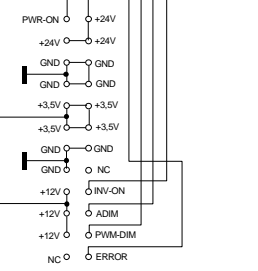 PWR-ON +24V
+24V +24V
GND GND
GND GND
+3,5V +3,5V
+3,5V +3,5V
GND GND
GND NC
+12V INV-ON
+12V ADIM
+12V PWM-DIM
NC ERROR